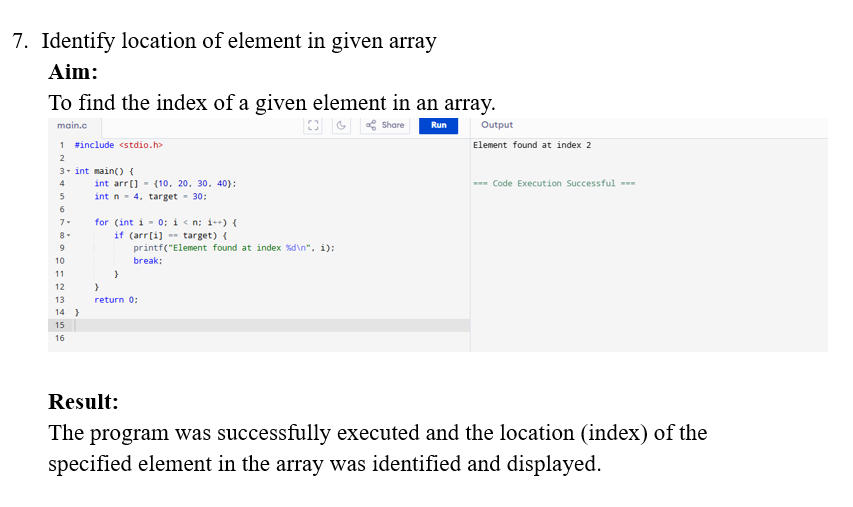 7. Identify location of element in given array
Aim:
To find the index of a given element in an array.
main.c
Share
Run
Output
1 #include <stdio.h>
2
3 int main() {
4     int arr[] = {10, 20, 30, 40};
5     int n = 4, target = 30;
6
7     for (int i = 0; i < n; i++) {
8         if (arr[i] == target) {
9             printf("Element found at index %d\n", i);
10             break;
11         }
12     }
13     return 0;
14 }
15
16
Element found at index 2
=== Code Execution Successful ===
Result:
The program was successfully executed and the location (index) of the
specified element in the array was identified and displayed.